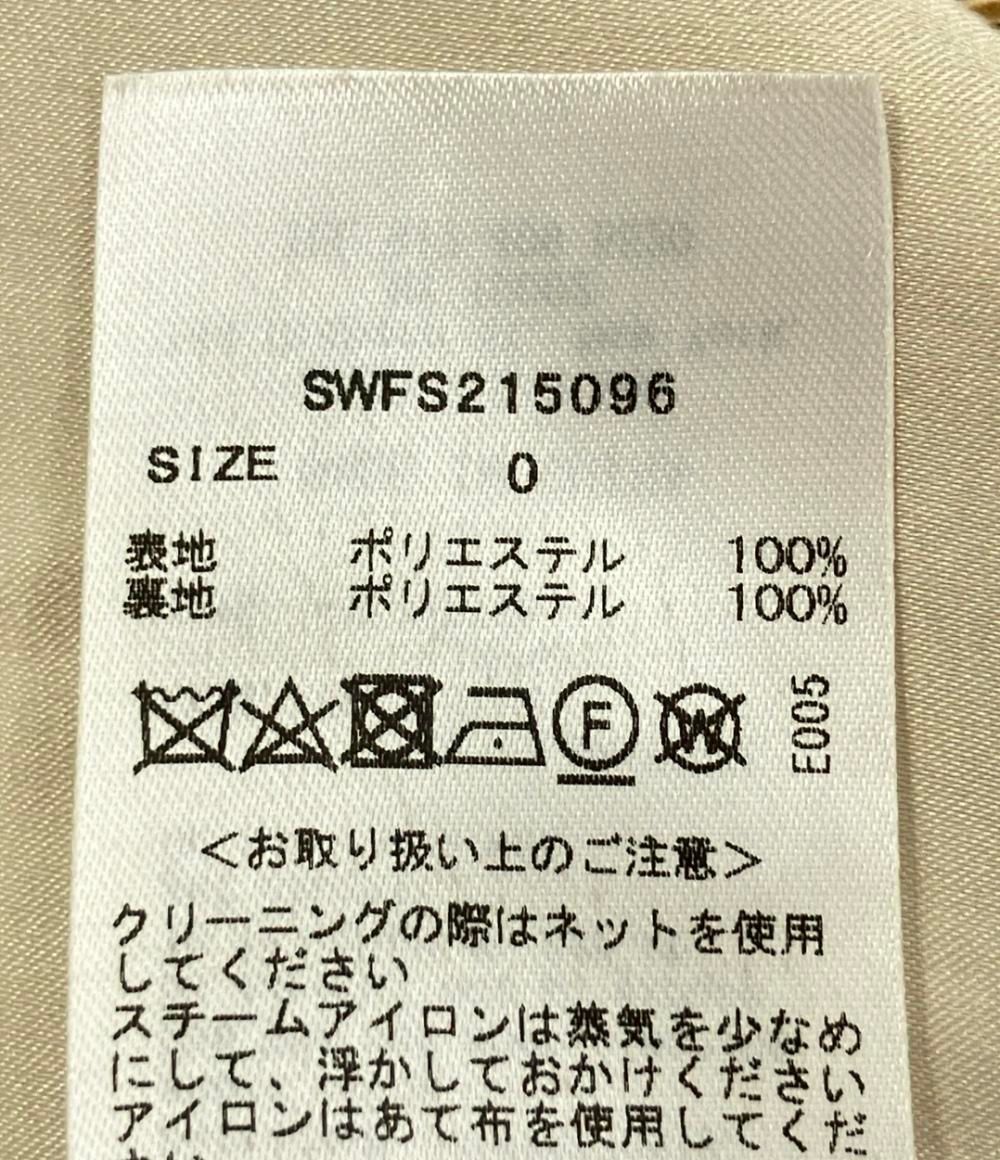 SWFS215096
SIZE 0
表地 ポリエステル 100%
裏地 ポリエステル 100%
F W E005
<お取り扱い上のご注意>
クリーニングの際はネットを使用
してください
スチームアイロンは蒸気を少なめ
にして、浮かしておかけください
アイロンはあて布を使用してくだ